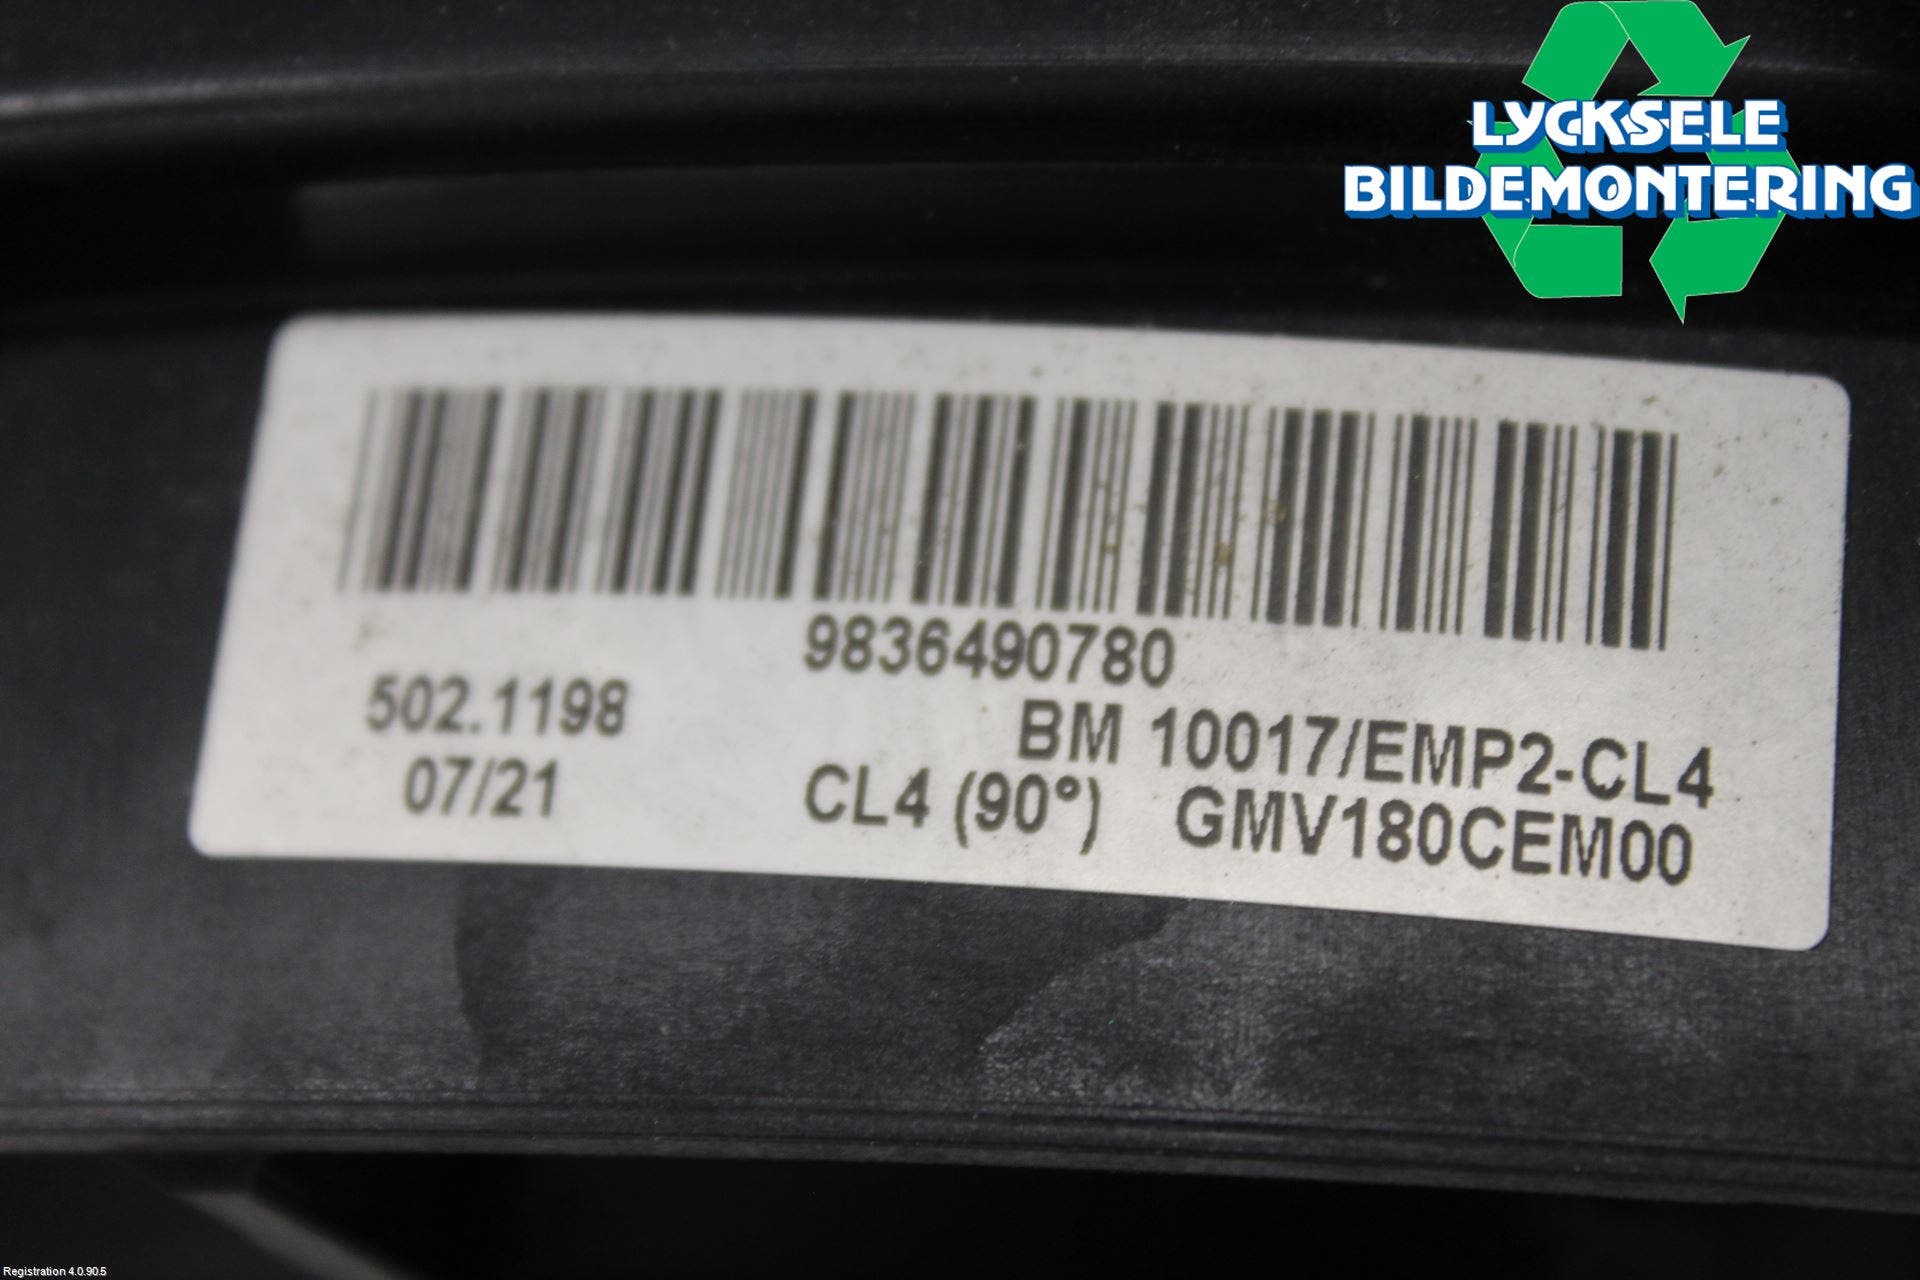 LYCKSELE
BILDEMONTERING
9836490780
502.1198
BM 10017/EMP2-CL4
07/21
CL4 (90°) GMV180CEM00
Registration 4.0.90.5